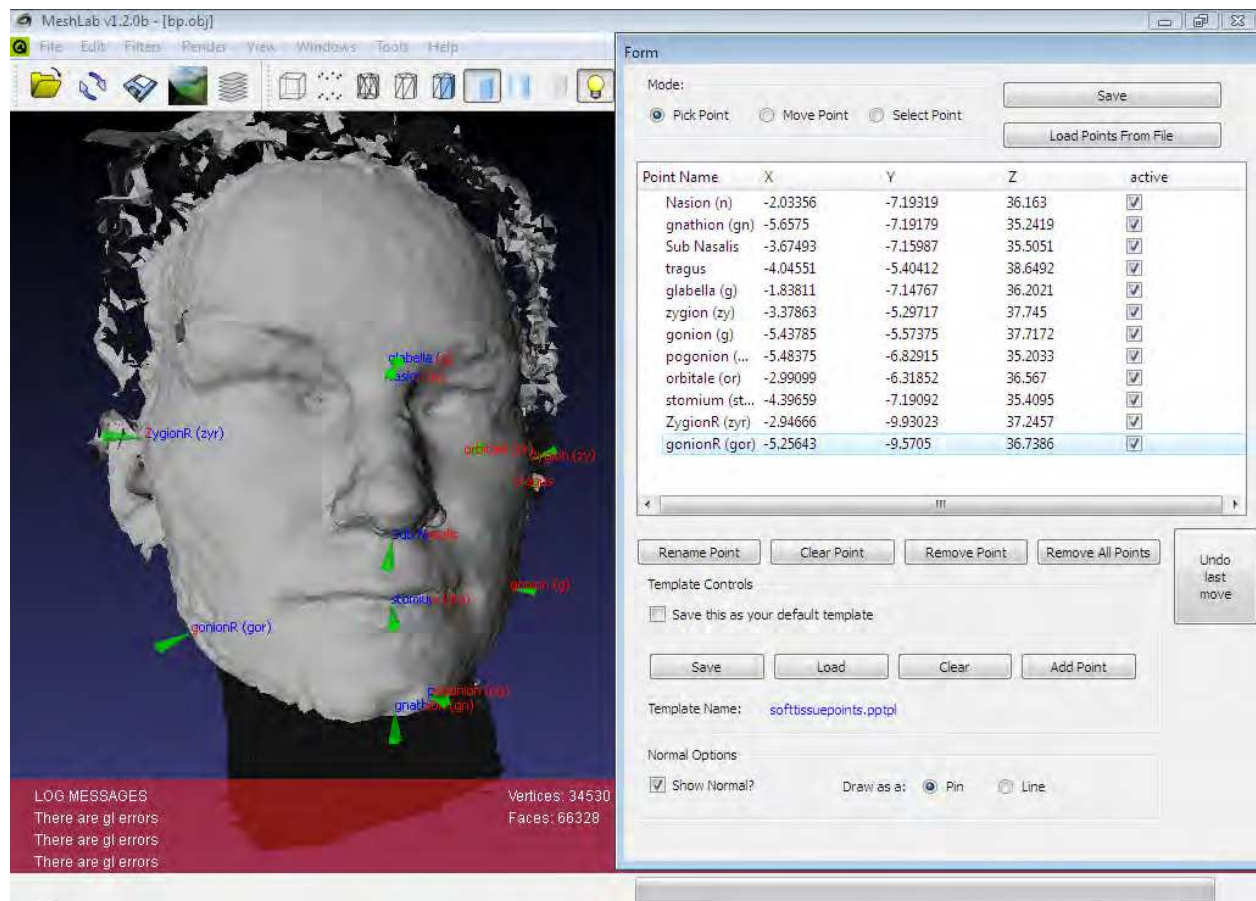 MeshLab v1.2.0b - [bp.obj]
File Edit Filters Render View Windows Tools Help
Form
Mode:
Pick Point Move Point Select Point
Save
Load Points From File
Point Name X Y Z active
Nasion (n) -2.03356 -7.19319 36.163
gnathion (gn) -5.6575 -7.19179 35.2419
Sub Nasalis -3.67493 -7.15987 35.5051
tragus -4.04551 -5.40412 38.6492
glabella (g) -1.83811 -7.14767 36.2021
zygion (zy) -3.37863 -5.29717 37.745
gonion (g) -5.43785 -5.57375 37.7172
pogonion (... -5.48375 -6.82915 35.2033
orbitale (or) -2.99099 -6.31852 36.567
stomium (st... -4.39659 -7.19092 35.4095
ZygionR (zyr) -2.94666 -9.93023 37.2457
gonionR (gor) -5.25643 -9.5705 36.7386
Rename Point Clear Point Remove Point Remove All Points
Undo
last
move
Template Controls
Save this as your default template
Save Load Clear Add Point
Template Name: softtissuepoints.pptpl
Normal Options
Show Normal? Draw as a: Pin Line
glabella (g)
ZygionR (zyr)
orbitale (or)
zygion (zy)
tragus
Sub Nasalis
gonion (g)
stomium
gonionR (gor)
pogonion (pg)
gnathion (gn)
LOG MESSAGES
There are gl errors
There are gl errors
There are gl errors
Vertices: 34530
Faces: 66328